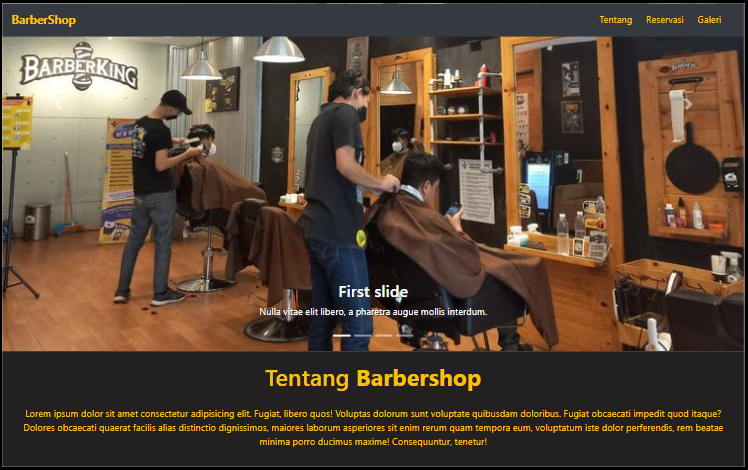 BarberShop
Tentang Reservasi Galeri
BARBERKING
First slide
Nulla vitae elit libero, a pharetra augue mollis interdum.
Tentang Barbershop
Lorem ipsum dolor sit amet consectetur adipisicing elit. Fugiat, libero quos! Voluptas dolorum sunt voluptate quibusdam doloribus. Fugiat obcaecati impedit quod itaque?
Dolores obcaecati quaerat facilis alias distinctio dignissimos, maiores laborum asperiores sit enim rerum quam tempora eum, voluptatum iste dolor perferendis, rem beatae
minima porro ducimus maxime! Consequuntur, tenetur!